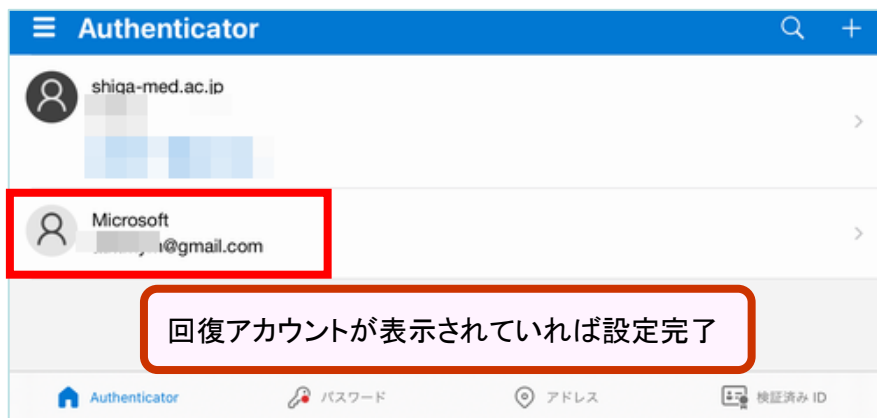 Authenticator
shiga-med.ac.jp
Microsoft
@gmail.com
回復アカウントが表示されていれば設定完了
Authenticator
パスワード
アドレス
検証済み ID